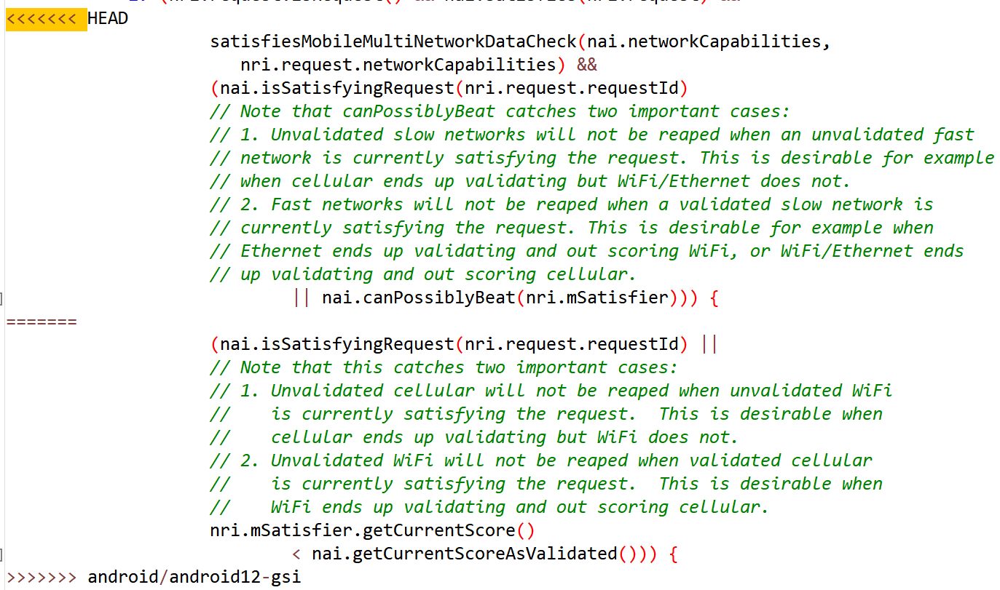 <<<<<<< HEAD
satisfiesMobileMultiNetworkDataCheck(nai.networkCapabilities,
nri.request.networkCapabilities) &&
(nai.isSatisfyingRequest(nri.request.requestId)
// Note that canPossiblyBeat catches two important cases:
// 1. Unvalidated slow networks will not be reaped when an unvalidated fast
// network is currently satisfying the request. This is desirable for example
// when cellular ends up validating but WiFi/Ethernet does not.
// 2. Fast networks will not be reaped when a validated slow network is
// currently satisfying the request. This is desirable for example when
// Ethernet ends up validating and out scoring WiFi, or WiFi/Ethernet ends
// up validating and out scoring cellular.
|| nai.canPossiblyBeat(nri.mSatisfier))) {
=======
(nai.isSatisfyingRequest(nri.request.requestId) ||
// Note that this catches two important cases:
// 1. Unvalidated cellular will not be reaped when unvalidated WiFi
//    is currently satisfying the request.  This is desirable when
//    cellular ends up validating but WiFi does not.
// 2. Unvalidated WiFi will not be reaped when validated cellular
//    is currently satisfying the request.  This is desirable when
//    WiFi ends up validating and out scoring cellular.
nri.mSatisfier.getCurrentScore()
< nai.getCurrentScoreAsValidated())) {
>>>>>>> android/android12-gsi